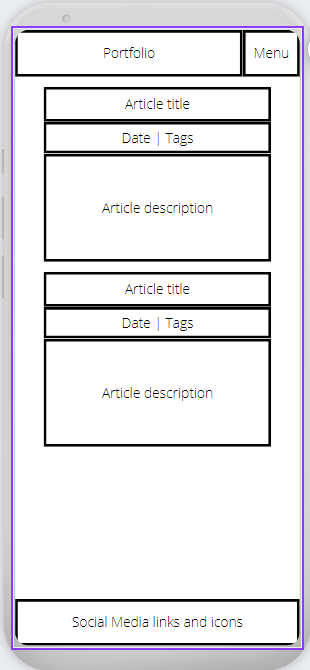 Portfolio
Menu
Article title
Date | Tags
Article description
Article title
Date | Tags
Article description
Social Media links and icons